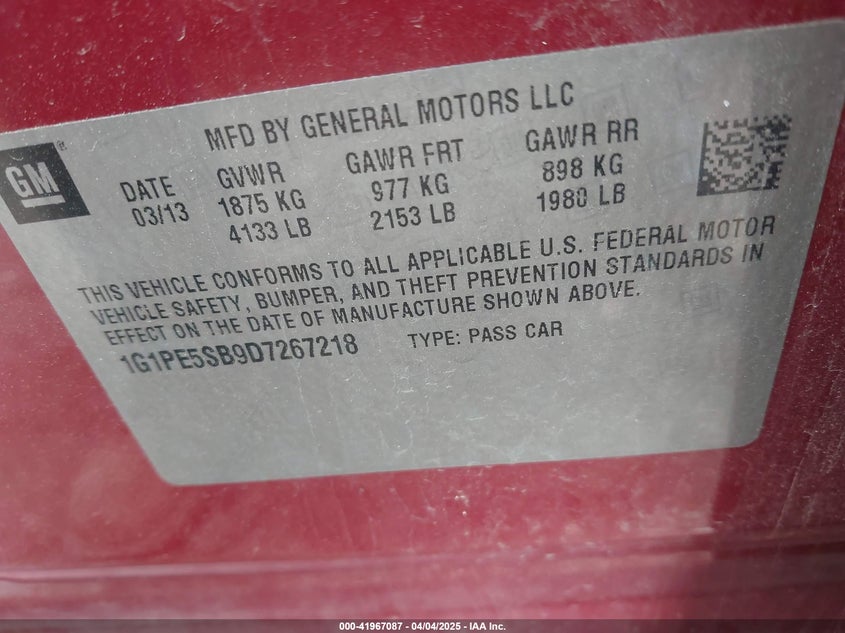 MFD BY GENERAL MOTORS LLC
GM®
DATE GVWR GAWR FRT GAWR RR
03/13 1875 KG 977 KG 898 KG
4133 LB 2153 LB 1980 LB
THIS VEHICLE CONFORMS TO ALL APPLICABLE U.S. FEDERAL MOTOR
VEHICLE SAFETY, BUMPER, AND THEFT PREVENTION STANDARDS IN
EFFECT ON THE DATE OF MANUFACTURE SHOWN ABOVE.
1G1PE5SB9D7267218 TYPE: PASS CAR
000-41967087 - 04/04/2025 - IAA Inc.